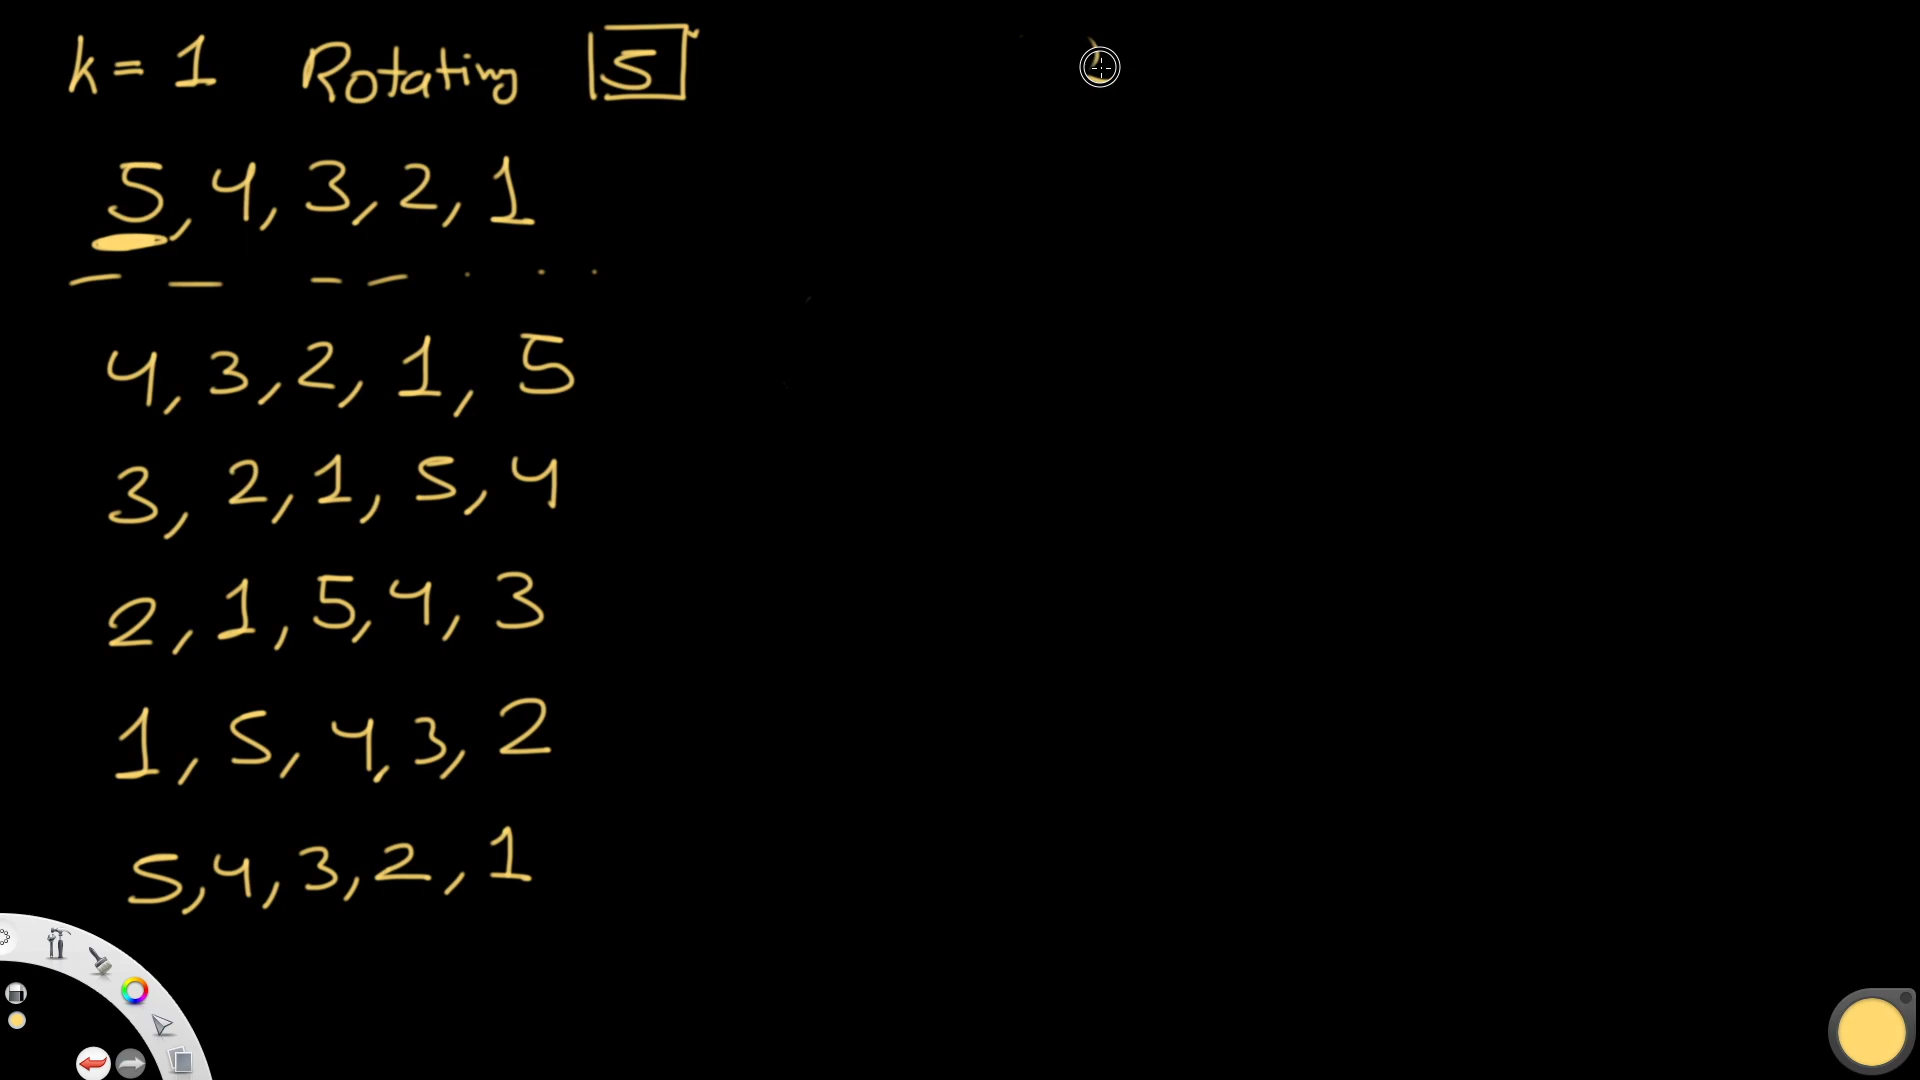 k = 1 Rotating 5
5, 4, 3, 2, 1
4, 3, 2, 1, 5
3, 2, 1, 5, 4
2, 1, 5, 4, 3
1, 5, 4, 3, 2
5, 4, 3, 2, 1